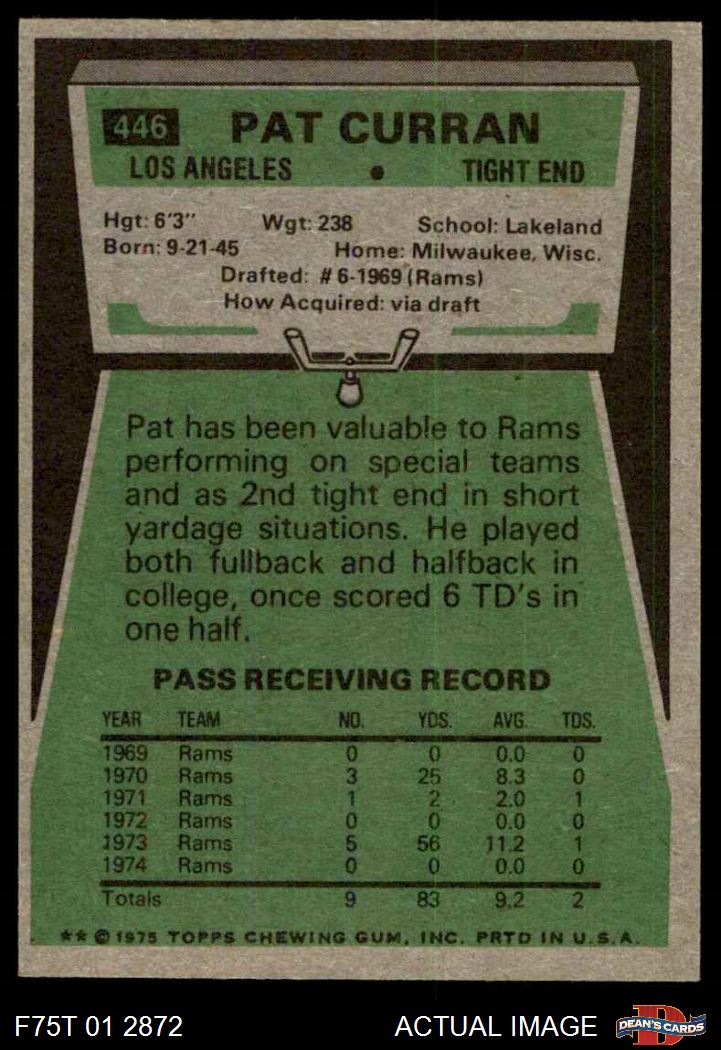 446 PAT CURRAN
LOS ANGELES • TIGHT END
Hgt: 6'3" Wgt: 238 School: Lakeland
Born: 9-21-45 Home: Milwaukee, Wisc.
Drafted: #6-1969 (Rams)
How Acquired: via draft
Pat has been valuable to Rams
performing on special teams
and as 2nd tight end in short
yardage situations. He played
both fullback and halfback in
college, once scored 6 TD's in
one half.
PASS RECEIVING RECORD
YEAR TEAM NO. YDS. AVG. TDS.
1969 Rams 0 0 0.0 0
1970 Rams 3 25 8.3 0
1971 Rams 1 2 2.0 1
1972 Rams 0 0 0.0 0
1973 Rams 5 56 11.2 1
1974 Rams 0 0 0.0 0
Totals 9 83 9.2 2
** © 1975 TOPPS CHEWING GUM, INC. PRTD IN U.S.A.
F75T 01 2872 ACTUAL IMAGE DEAN'S CARDS